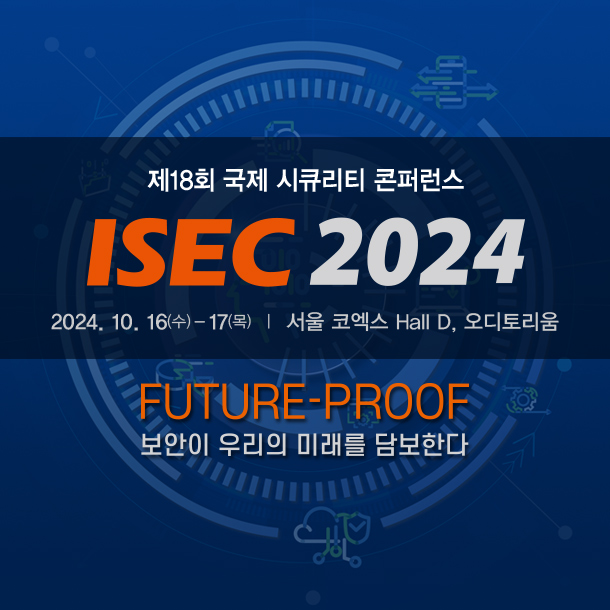 제18회 국제 시큐리티 콘퍼런스
ISEC 2024
2024. 10. 16(수) – 17(목) | 서울 코엑스 Hall D, 오디토리움
FUTURE-PROOF
보안이 우리의 미래를 담보한다